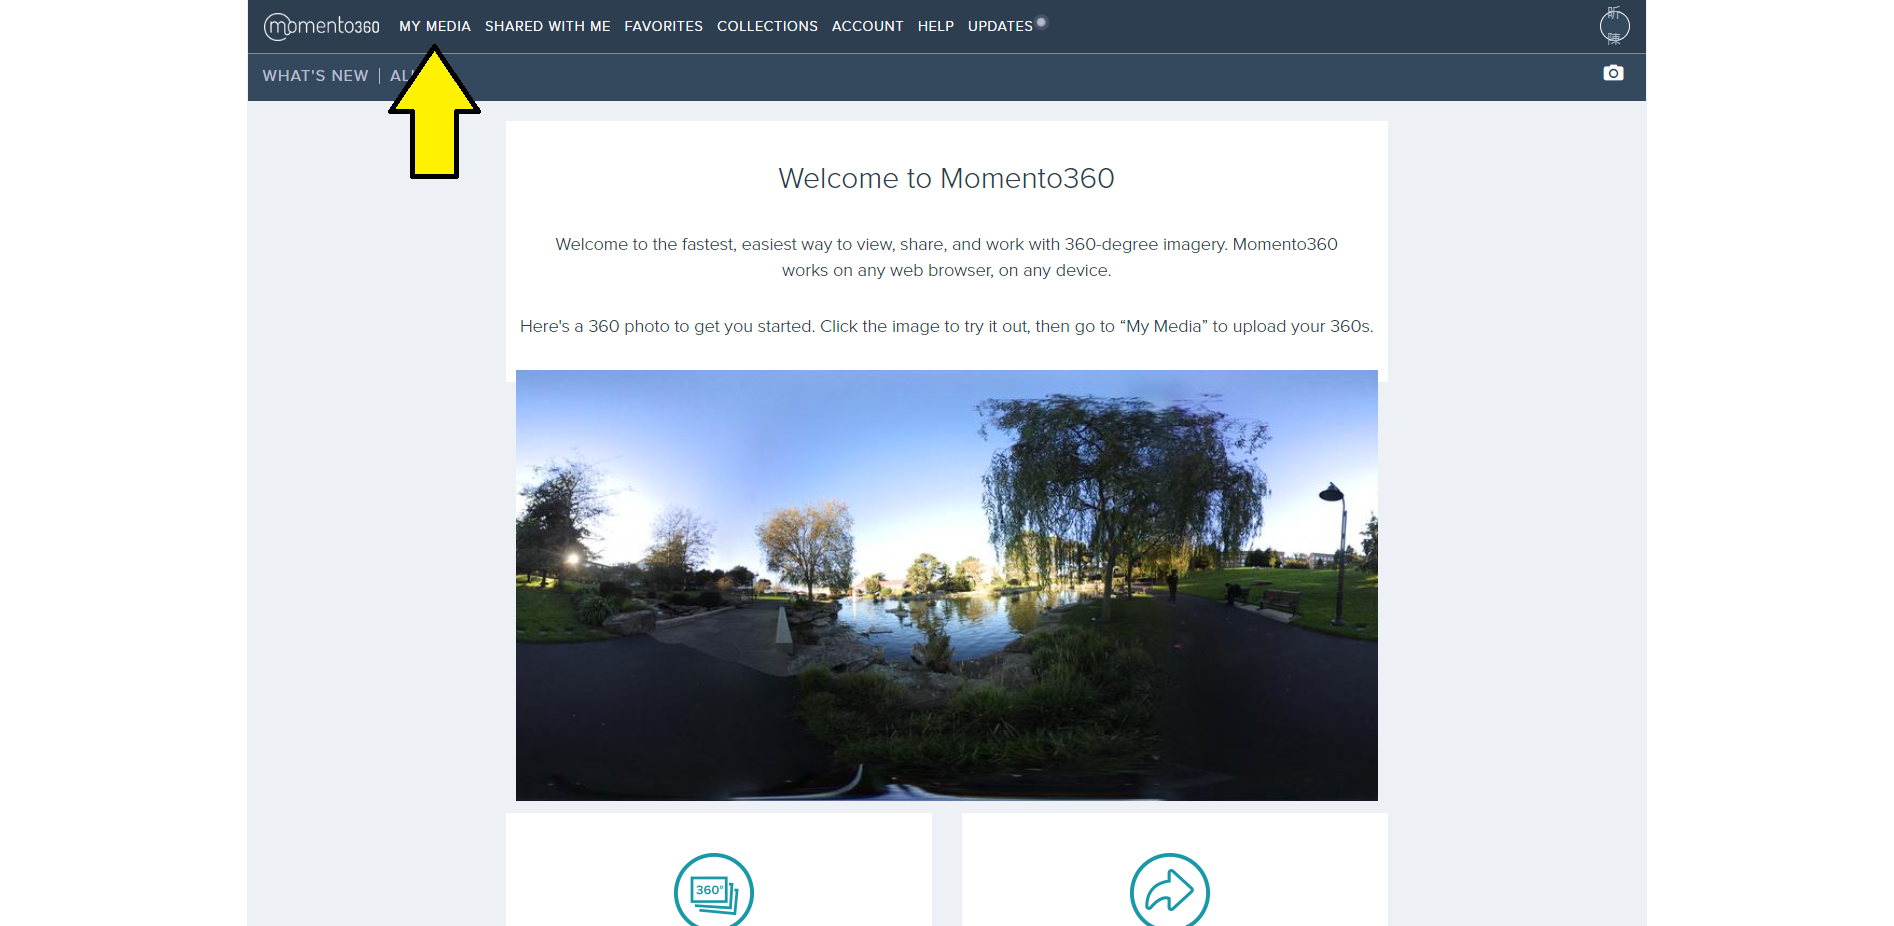 momento360 MY MEDIA SHARED WITH ME FAVORITES COLLECTIONS ACCOUNT HELP UPDATES
昕
陳
WHAT'S NEW | AL
Welcome to Momento360
Welcome to the fastest, easiest way to view, share, and work with 360-degree imagery. Momento360
works on any web browser, on any device.
Here's a 360 photo to get you started. Click the image to try it out, then go to “My Media” to upload your 360s.
360°